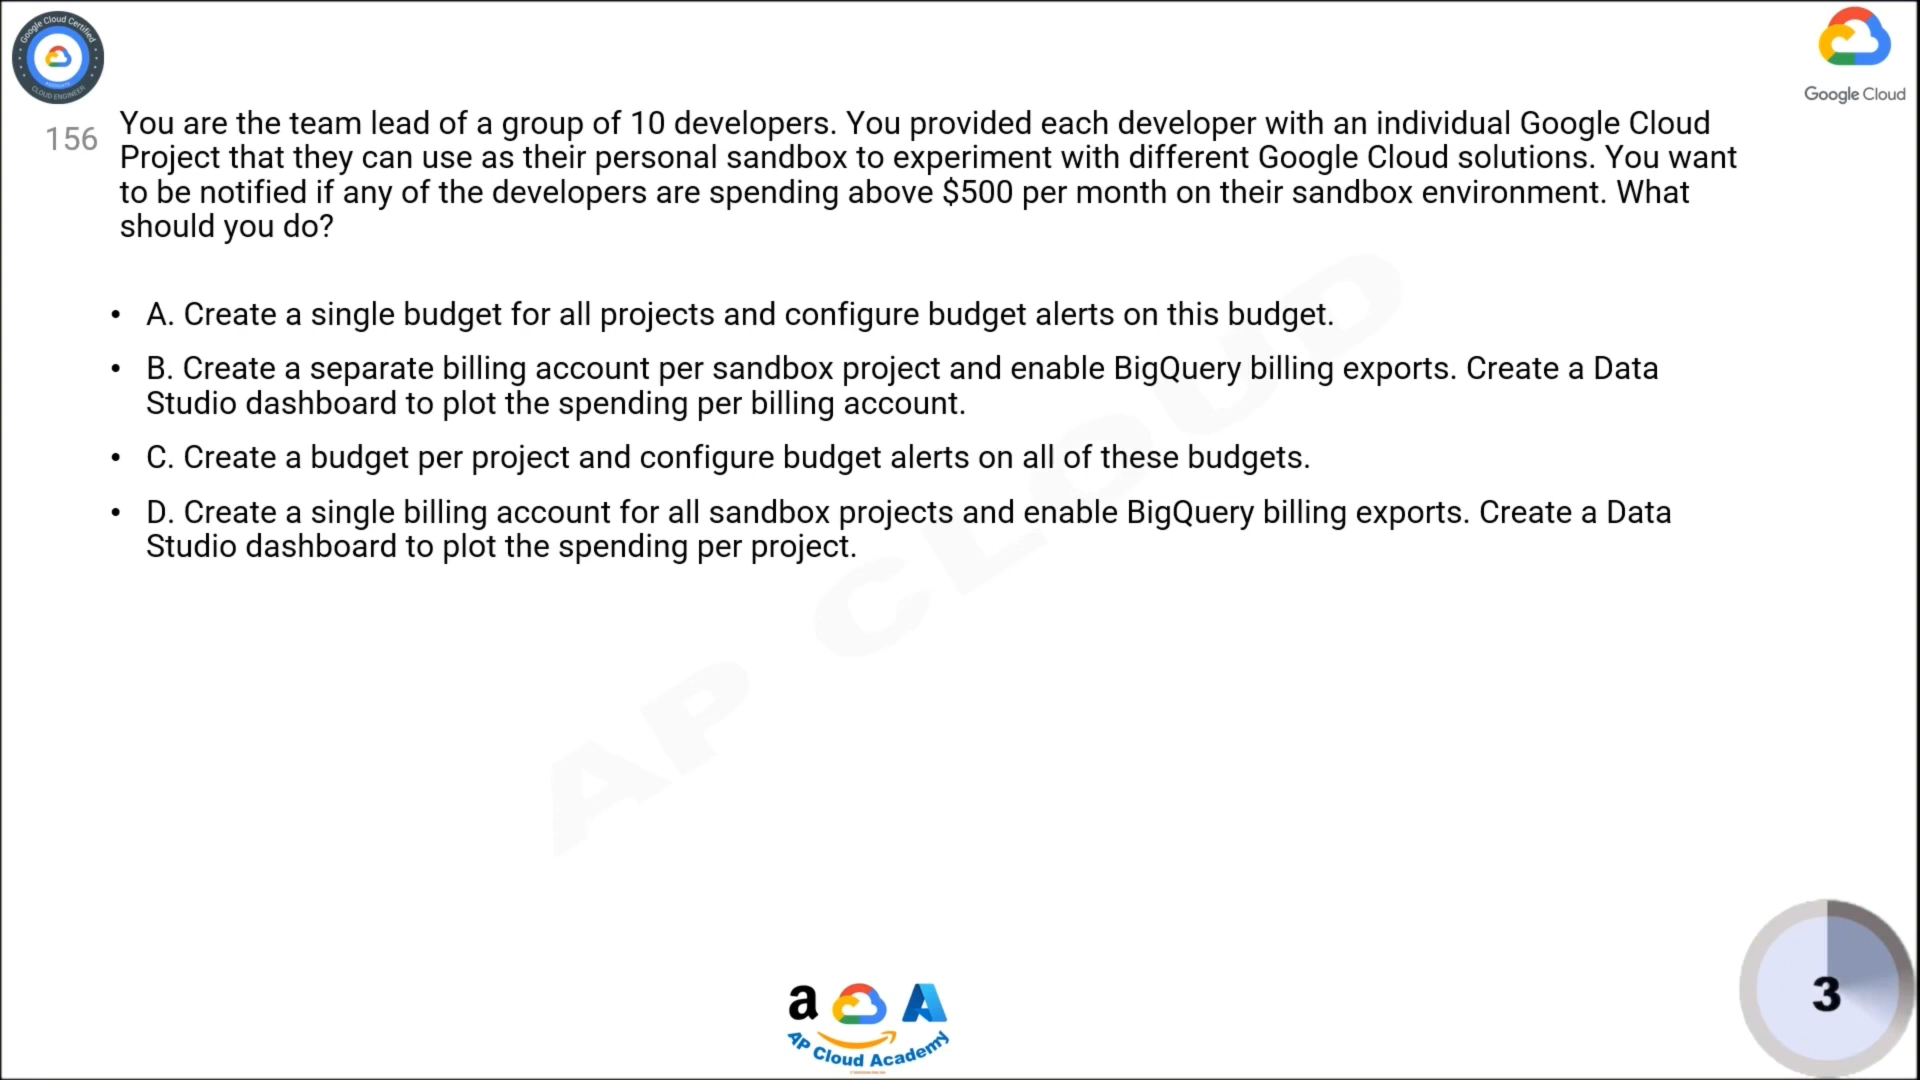 Google Cloud Certified
ASSOCIATE
CLOUD ENGINEER
Google Cloud
156
You are the team lead of a group of 10 developers. You provided each developer with an individual Google Cloud
Project that they can use as their personal sandbox to experiment with different Google Cloud solutions. You want
to be notified if any of the developers are spending above $500 per month on their sandbox environment. What
should you do?
• A. Create a single budget for all projects and configure budget alerts on this budget.
• B. Create a separate billing account per sandbox project and enable BigQuery billing exports. Create a Data
Studio dashboard to plot the spending per billing account.
• C. Create a budget per project and configure budget alerts on all of these budgets.
• D. Create a single billing account for all sandbox projects and enable BigQuery billing exports. Create a Data
Studio dashboard to plot the spending per project.
AP CLOUD
a
AP Cloud Academy
3